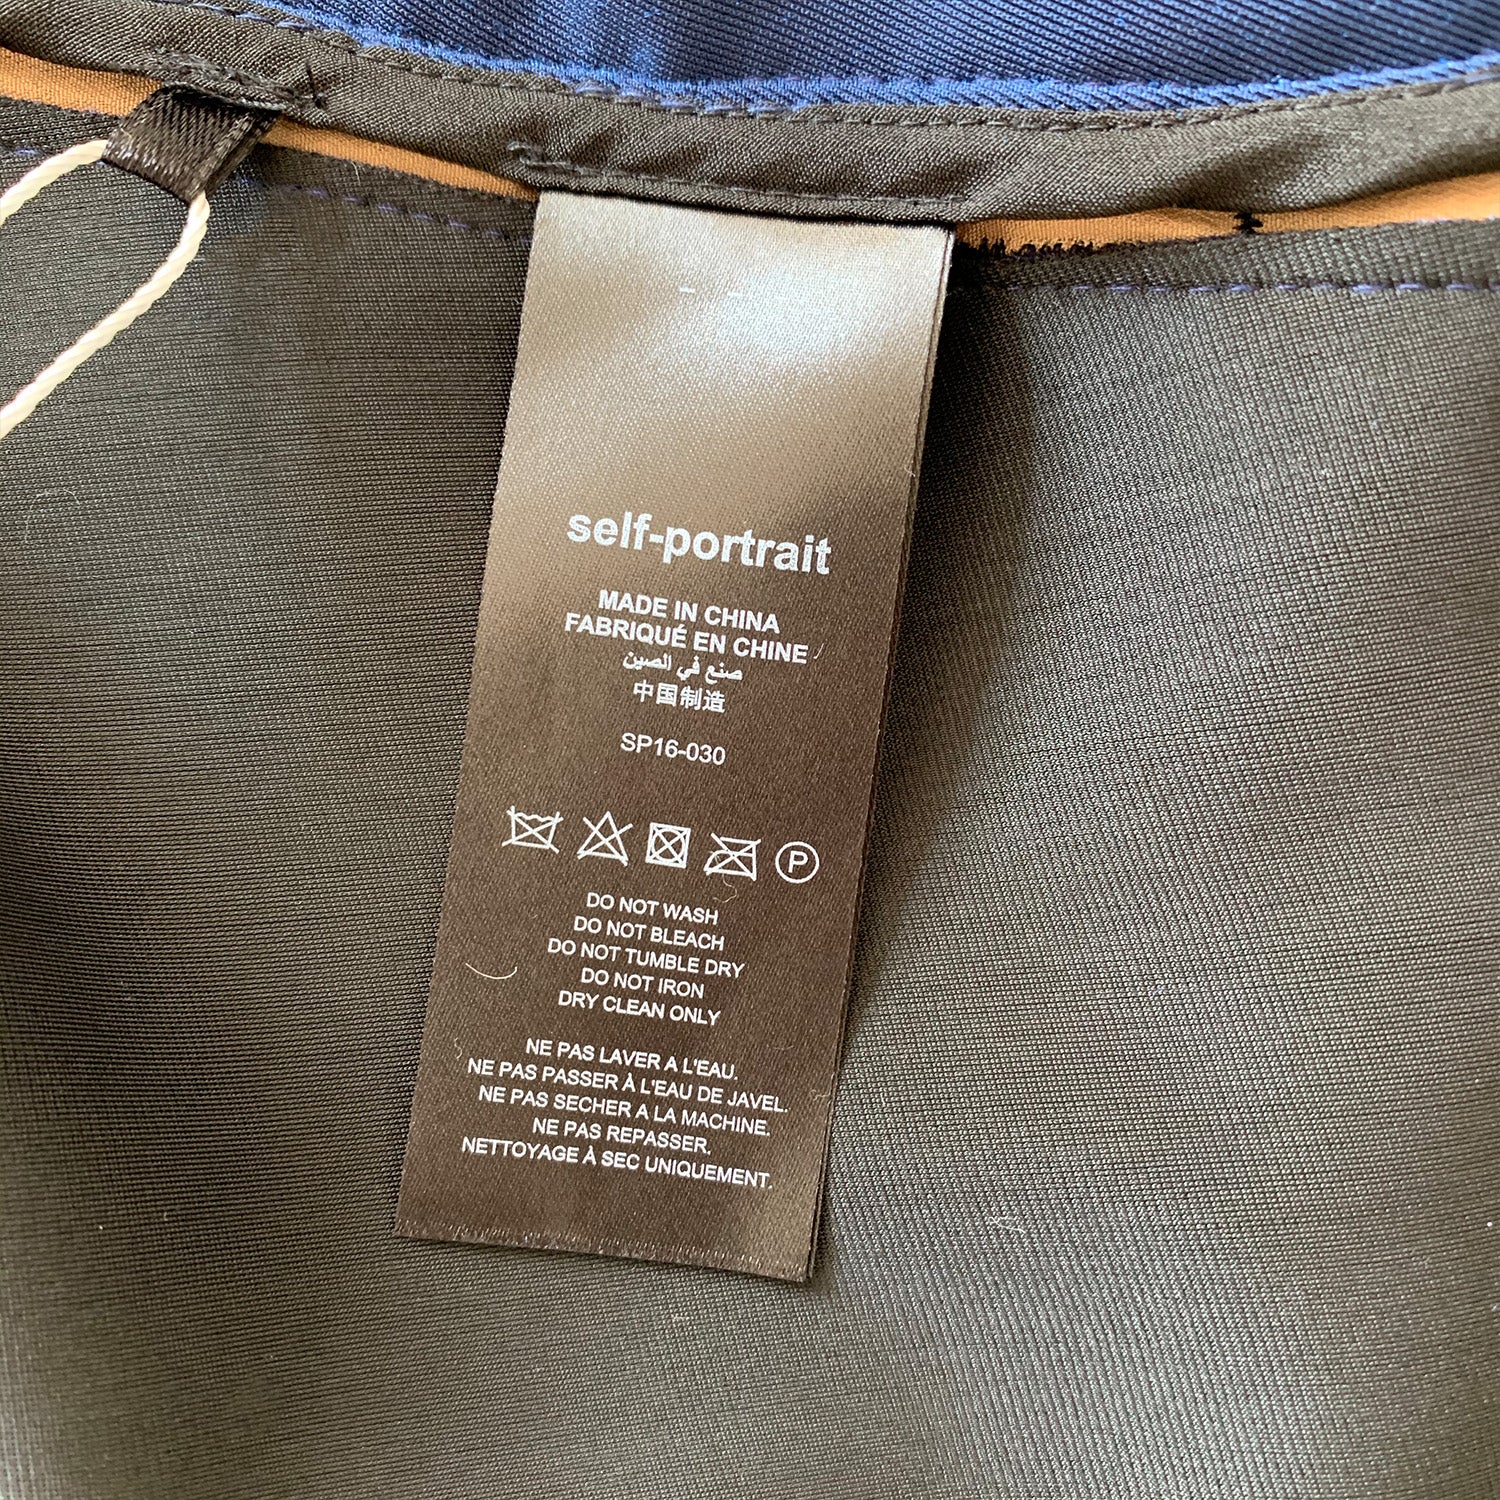 self-portrait
MADE IN CHINA
FABRIQUÉ EN CHINE
صنع في الصين
中国制造
SP16-030
P
DO NOT WASH
DO NOT BLEACH
DO NOT TUMBLE DRY
DO NOT IRON
DRY CLEAN ONLY
NE PAS LAVER A L'EAU.
NE PAS PASSER À L'EAU DE JAVEL.
NE PAS SECHER A LA MACHINE.
NE PAS REPASSER.
NETTOYAGE À SEC UNIQUEMENT.